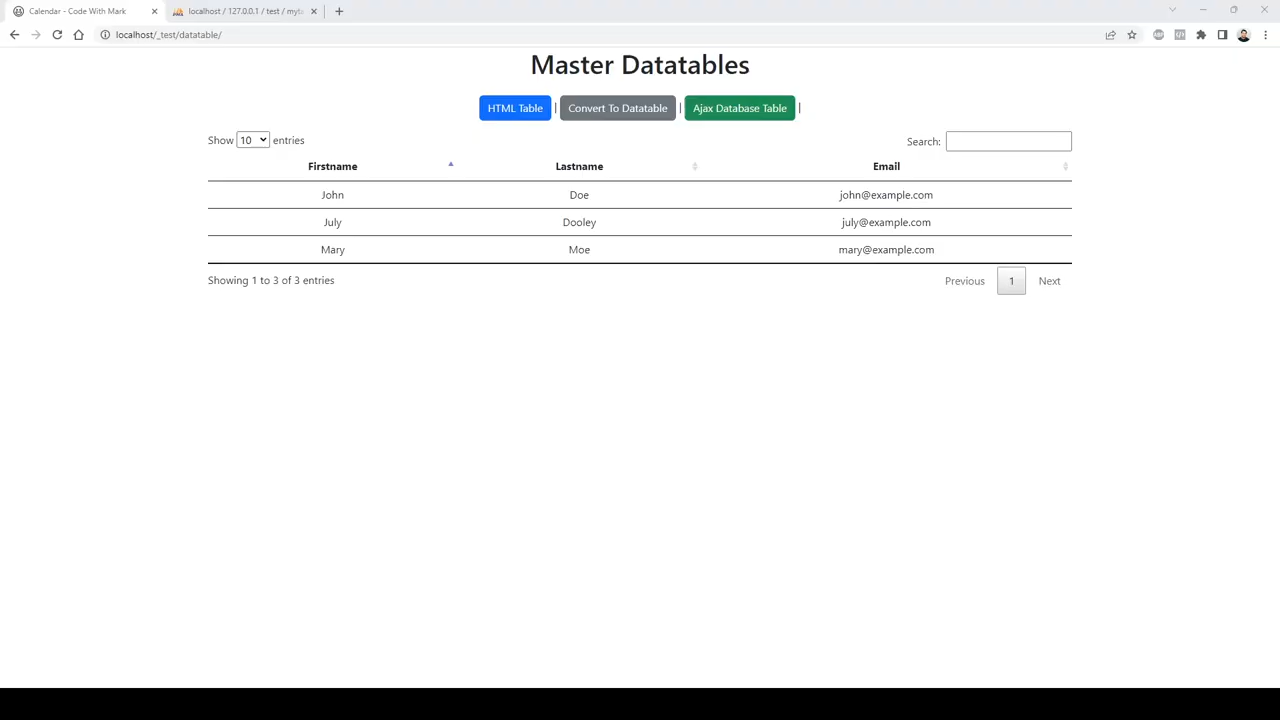 Calendar - Code With Mark
localhost / 127.0.0.1 / test / myta
localhost/_test/datatable/
Master Datatables
HTML Table | Convert To Datatable | Ajax Database Table |
Show 10 entries
Search:
Firstname Lastname Email
John Doe john@example.com
July Dooley july@example.com
Mary Moe mary@example.com
Showing 1 to 3 of 3 entries
Previous 1 Next